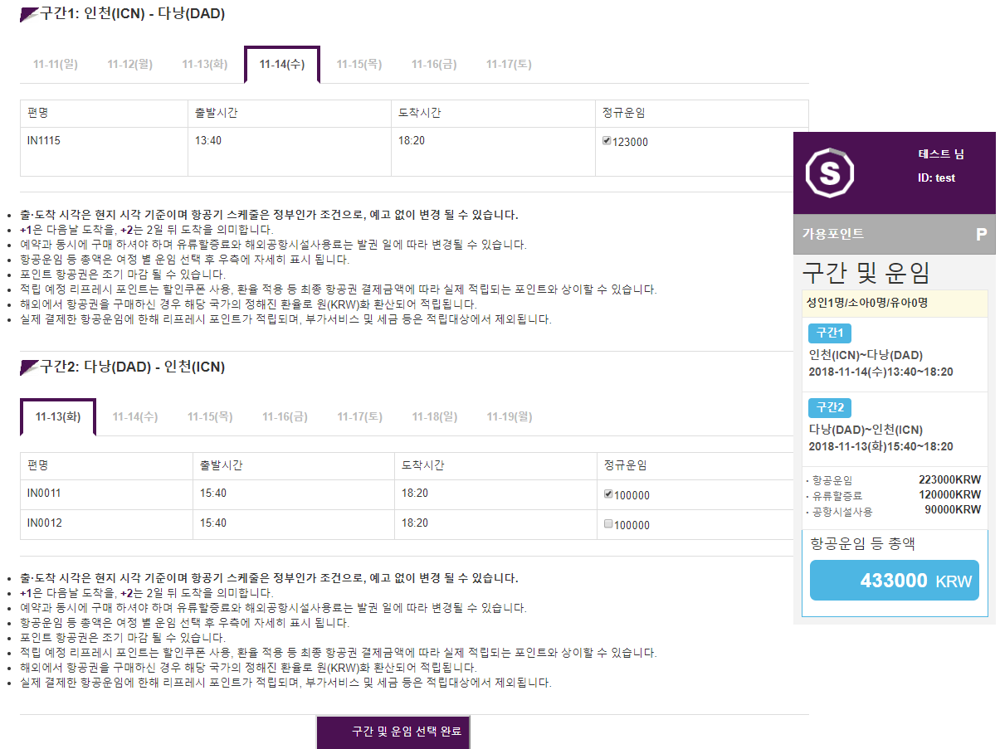 구간1: 인천(ICN) - 다낭(DAD)
11-11(일) 11-12(월) 11-13(화) 11-14(수) 11-15(목) 11-16(금) 11-17(토)
편명 출발시간 도착시간 정규운임
IN1115 13:40 18:20 123000
출·도착 시각은 현지 시각 기준이며 항공기 스케줄은 정부인가 조건으로, 예고 없이 변경 될 수 있습니다.
+1은 다음날 도착을, +2는 2일 뒤 도착을 의미합니다.
예약과 동시에 구매 하셔야 하며 유류할증료와 해외공항시설사용료는 발권 일에 따라 변경될 수 있습니다.
항공운임 등 총액은 여정 별 운임 선택 후 우측에 자세히 표시 됩니다.
포인트 항공권은 조기 마감 될 수 있습니다.
적립 예정 리프레시 포인트는 할인쿠폰 사용, 환율 적용 등 최종 항공권 결제금액에 따라 실제 적립되는 포인트와 상이할 수 있습니다.
해외에서 항공권을 구매하신 경우 해당 국가의 정해진 환율로 원(KRW)화 환산되어 적립됩니다.
실제 결제한 항공운임에 한해 리프레시 포인트가 적립되며, 부가서비스 및 세금 등은 적립대상에서 제외됩니다.
구간2: 다낭(DAD) - 인천(ICN)
11-13(화) 11-14(수) 11-15(목) 11-16(금) 11-17(토) 11-18(일) 11-19(월)
편명 출발시간 도착시간 정규운임
IN0011 15:40 18:20 100000
IN0012 15:40 18:20 100000
출·도착 시각은 현지 시각 기준이며 항공기 스케줄은 정부인가 조건으로, 예고 없이 변경 될 수 있습니다.
+1은 다음날 도착을, +2는 2일 뒤 도착을 의미합니다.
예약과 동시에 구매 하셔야 하며 유류할증료와 해외공항시설사용료는 발권 일에 따라 변경될 수 있습니다.
항공운임 등 총액은 여정 별 운임 선택 후 우측에 자세히 표시 됩니다.
포인트 항공권은 조기 마감 될 수 있습니다.
적립 예정 리프레시 포인트는 할인쿠폰 사용, 환율 적용 등 최종 항공권 결제금액에 따라 실제 적립되는 포인트와 상이할 수 있습니다.
해외에서 항공권을 구매하신 경우 해당 국가의 정해진 환율로 원(KRW)화 환산되어 적립됩니다.
실제 결제한 항공운임에 한해 리프레시 포인트가 적립되며, 부가서비스 및 세금 등은 적립대상에서 제외됩니다.
구간 및 운임 선택 완료
S
테스트 님
ID: test
가용포인트 P
구간 및 운임
성인1명/소아0명/유아0명
구간1
인천(ICN)~다낭(DAD)
2018-11-14(수)13:40~18:20
구간2
다낭(DAD)~인천(ICN)
2018-11-13(화)15:40~18:20
· 항공운임 223000KRW
· 유류할증료 120000KRW
· 공항시설사용 90000KRW
항공운임 등 총액
433000 KRW